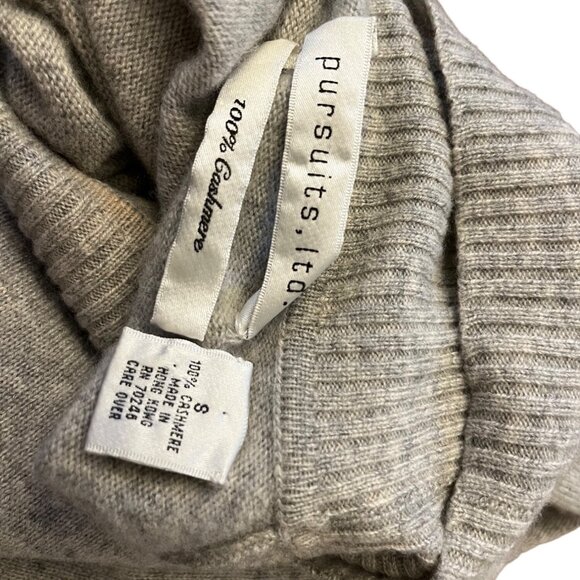 pursuits, ltd.
100% Cashmere
S
100% CASHMERE
MADE IN
HONG KONG
RN 70246
CARE OVER